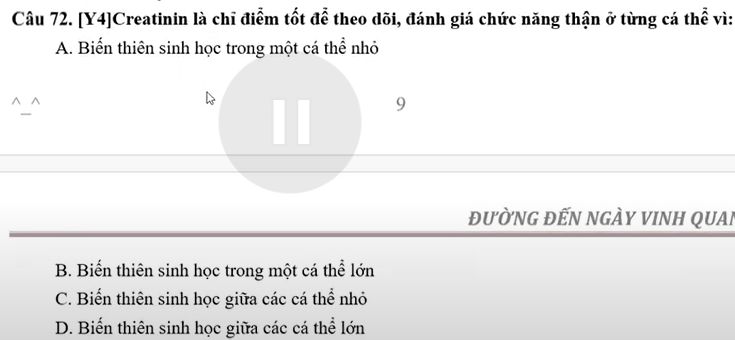 Câu 72. [Y4]Creatinin là chỉ điểm tốt để theo dõi, đánh giá chức năng thận ở từng cá thể vì:
A. Biến thiên sinh học trong một cá thể nhỏ
^_^
9
ĐƯỜNG ĐẾN NGÀY VINH
B. Biến thiên sinh học trong một cá thể lớn
C. Biến thiên sinh học giữa các cá thể nhỏ
D. Biến thiên sinh học giữa các cá thể lớn